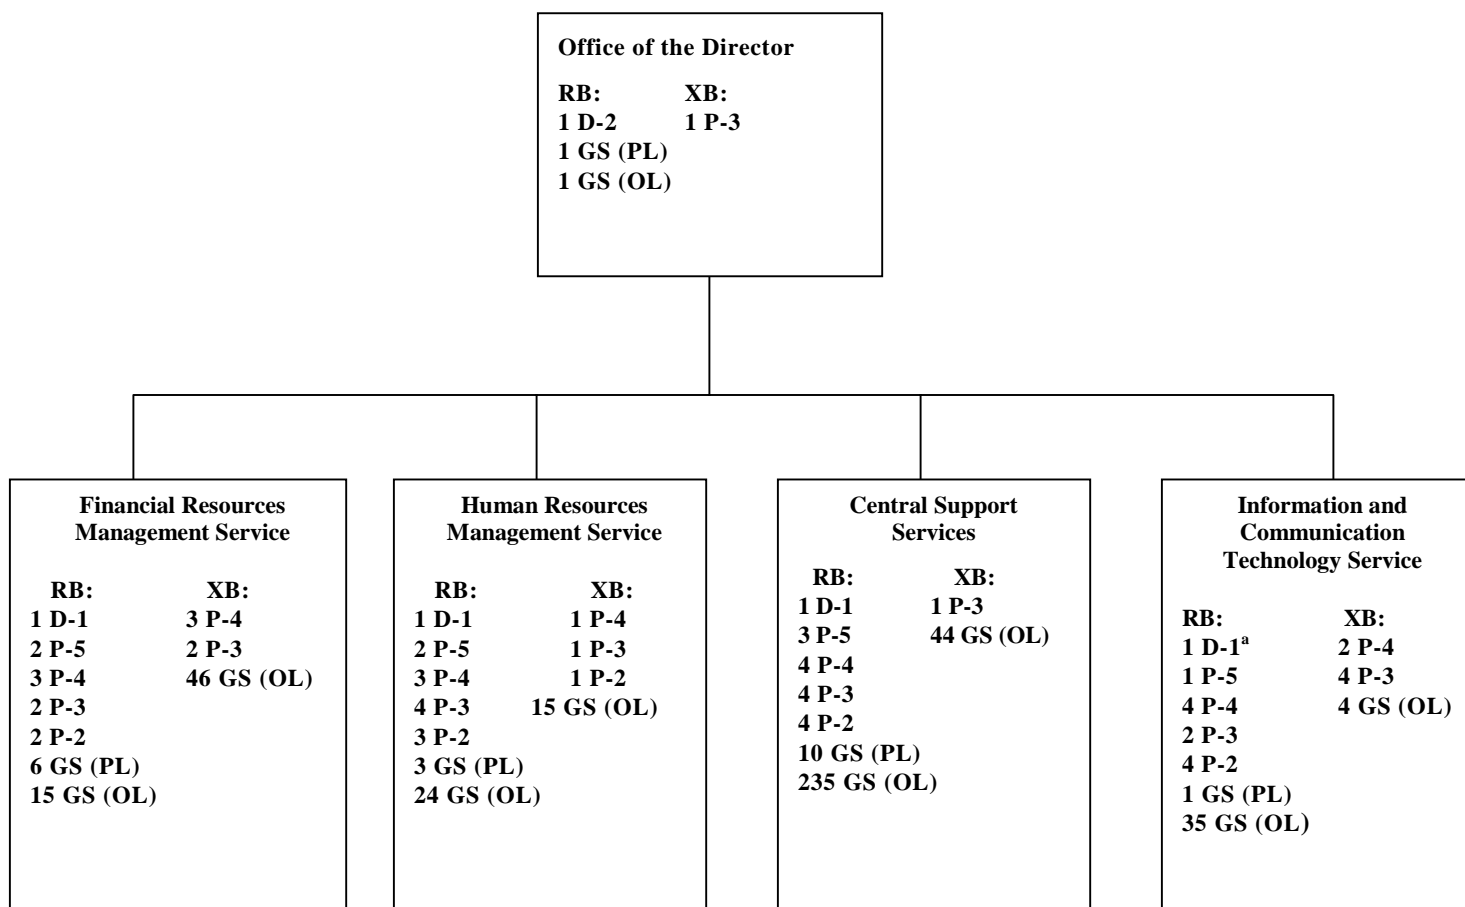 Office of the Director
RB: XB:
1 D-2 1 P-3
1 GS (PL)
1 GS (OL)
Financial Resources
Management Service
RB: XB:
1 D-1 3 P-4
2 P-5 2 P-3
3 P-4 46 GS (OL)
2 P-3
2 P-2
6 GS (PL)
15 GS (OL)
Human Resources
Management Service
RB: XB:
1 D-1 1 P-4
2 P-5 1 P-3
3 P-4 1 P-2
4 P-3 15 GS (OL)
3 P-2
3 GS (PL)
24 GS (OL)
Central Support
Services
RB: XB:
1 D-1 1 P-3
3 P-5 44 GS (OL)
4 P-4
4 P-3
4 P-2
10 GS (PL)
235 GS (OL)
Information and
Communication
Technology Service
RB: XB:
1 D-1ᵃ 2 P-4
1 P-5 4 P-3
4 P-4 4 GS (OL)
2 P-3
4 P-2
1 GS (PL)
35 GS (OL)